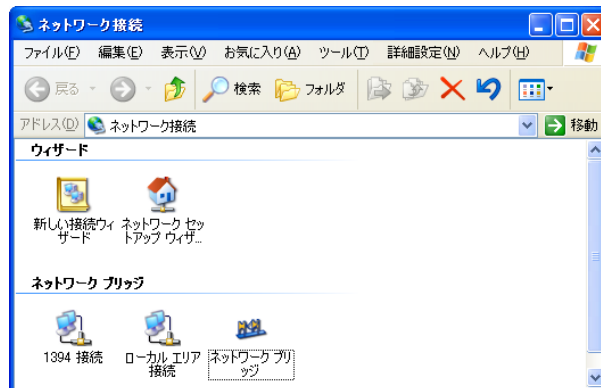 ネットワーク接続
ファイル(F) 編集(E) 表示(V) お気に入り(A) ツール(T) 詳細設定(N) ヘルプ(H)
戻る 検索 フォルダ
アドレス(D) ネットワーク接続 移動
ウィザード
新しい接続ウィ ネットワーク セッ
ザード トアップ ウィザ...
ネットワーク ブリッジ
1394 接続 ローカル エリア ネットワーク ブリ
接続 ッジ